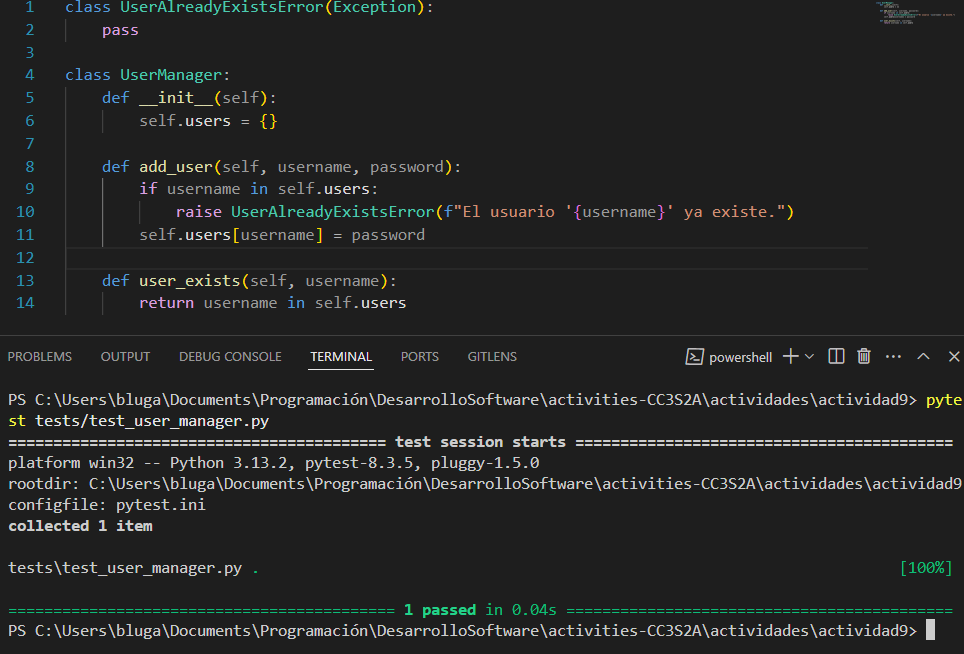 1 class UserAlreadyExistsError(Exception):
2 pass
3
4 class UserManager:
5 def __init__(self):
6 self.users = {}
7
8 def add_user(self, username, password):
9 if username in self.users:
10 raise UserAlreadyExistsError(f"El usuario '{username}' ya existe.")
11 self.users[username] = password
12
13 def user_exists(self, username):
14 return username in self.users
PROBLEMS OUTPUT DEBUG CONSOLE TERMINAL PORTS GITLENS powershell
PS C:\Users\bluga\Documents\Programación\DesarrolloSoftware\activities-CC3S2A\actividades\actividad9> pyte
st tests/test_user_manager.py
========================================== test session starts ==========================================
platform win32 -- Python 3.13.2, pytest-8.3.5, pluggy-1.5.0
rootdir: C:\Users\bluga\Documents\Programación\DesarrolloSoftware\activities-CC3S2A\actividades\actividad9
configfile: pytest.ini
collected 1 item
tests\test_user_manager.py . [100%]
=========================================== 1 passed in 0.04s ===========================================
PS C:\Users\bluga\Documents\Programación\DesarrolloSoftware\activities-CC3S2A\actividades\actividad9>